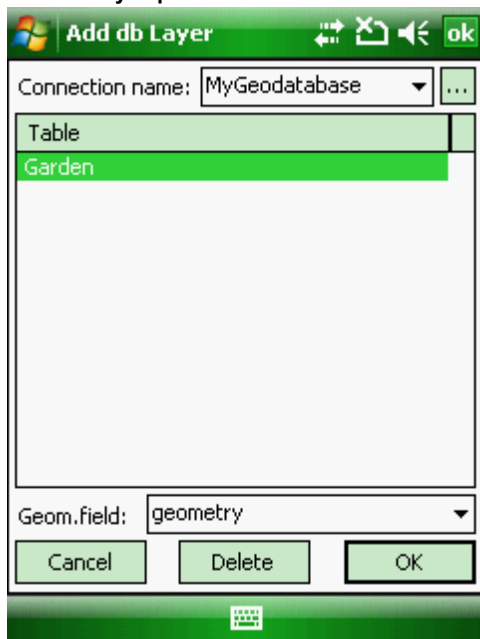 Add db Layer ok
Connection name: MyGeodatabase ...
Table
Garden
Geom.field: geometry
Cancel Delete OK